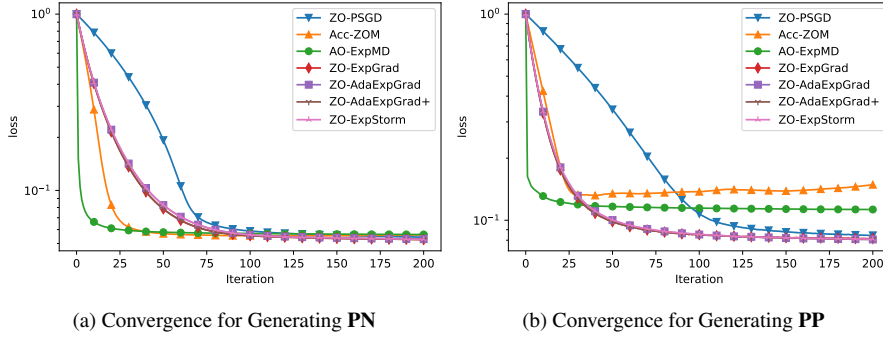 10⁰
10⁻¹
loss
0 25 50 75 100 125 150 175 200
Iteration
ZO-PSGD
Acc-ZOM
AO-ExpMD
ZO-ExpGrad
ZO-AdaExpGrad
ZO-AdaExpGrad+
ZO-ExpStorm
(a) Convergence for Generating PN
10⁰
10⁻¹
loss
0 25 50 75 100 125 150 175 200
Iteration
ZO-PSGD
Acc-ZOM
AO-ExpMD
ZO-ExpGrad
ZO-AdaExpGrad
ZO-AdaExpGrad+
ZO-ExpStorm
(b) Convergence for Generating PP